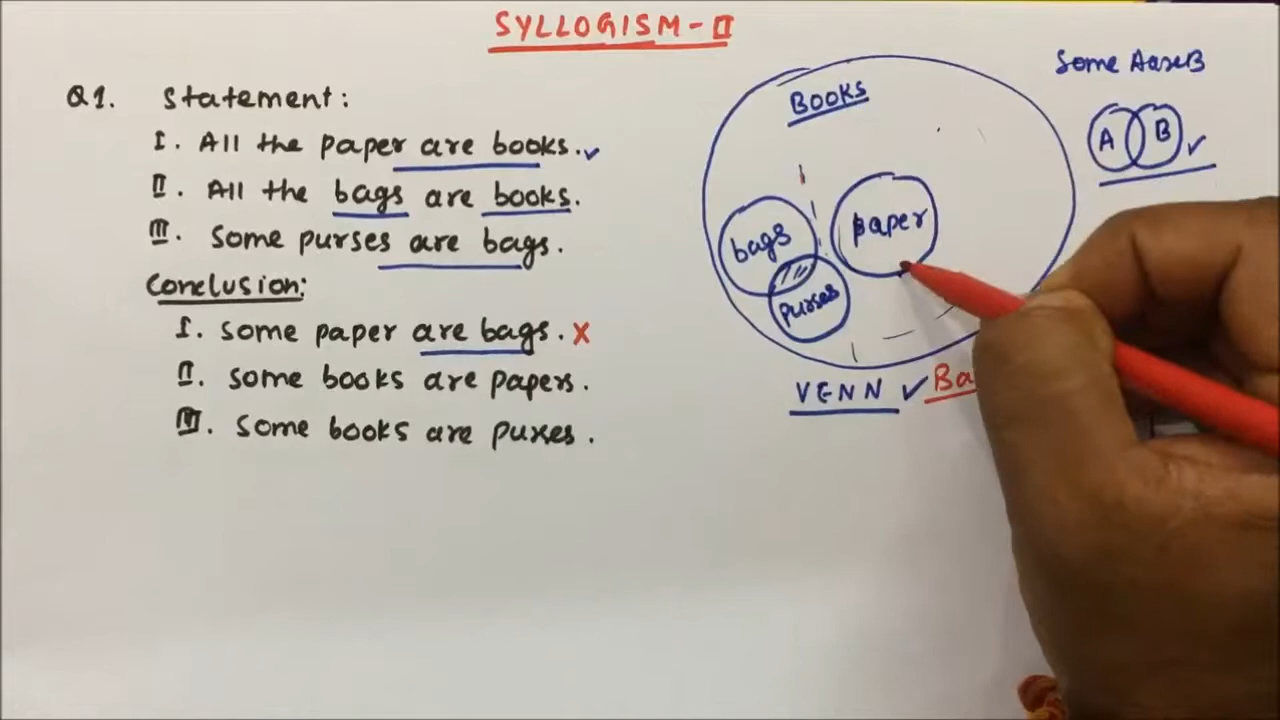 SYLLOGISM-II
Q1. Statement:
I. All the paper are books. ✓
II. All the bags are books.
III. Some purses are bags.
Conclusion:
I. some paper are bags. X
II. some books are papers.
III. some books are purses.
BOOKS
bags
paper
purses
VENN ✓ Ba
Some A are B
A B ✓